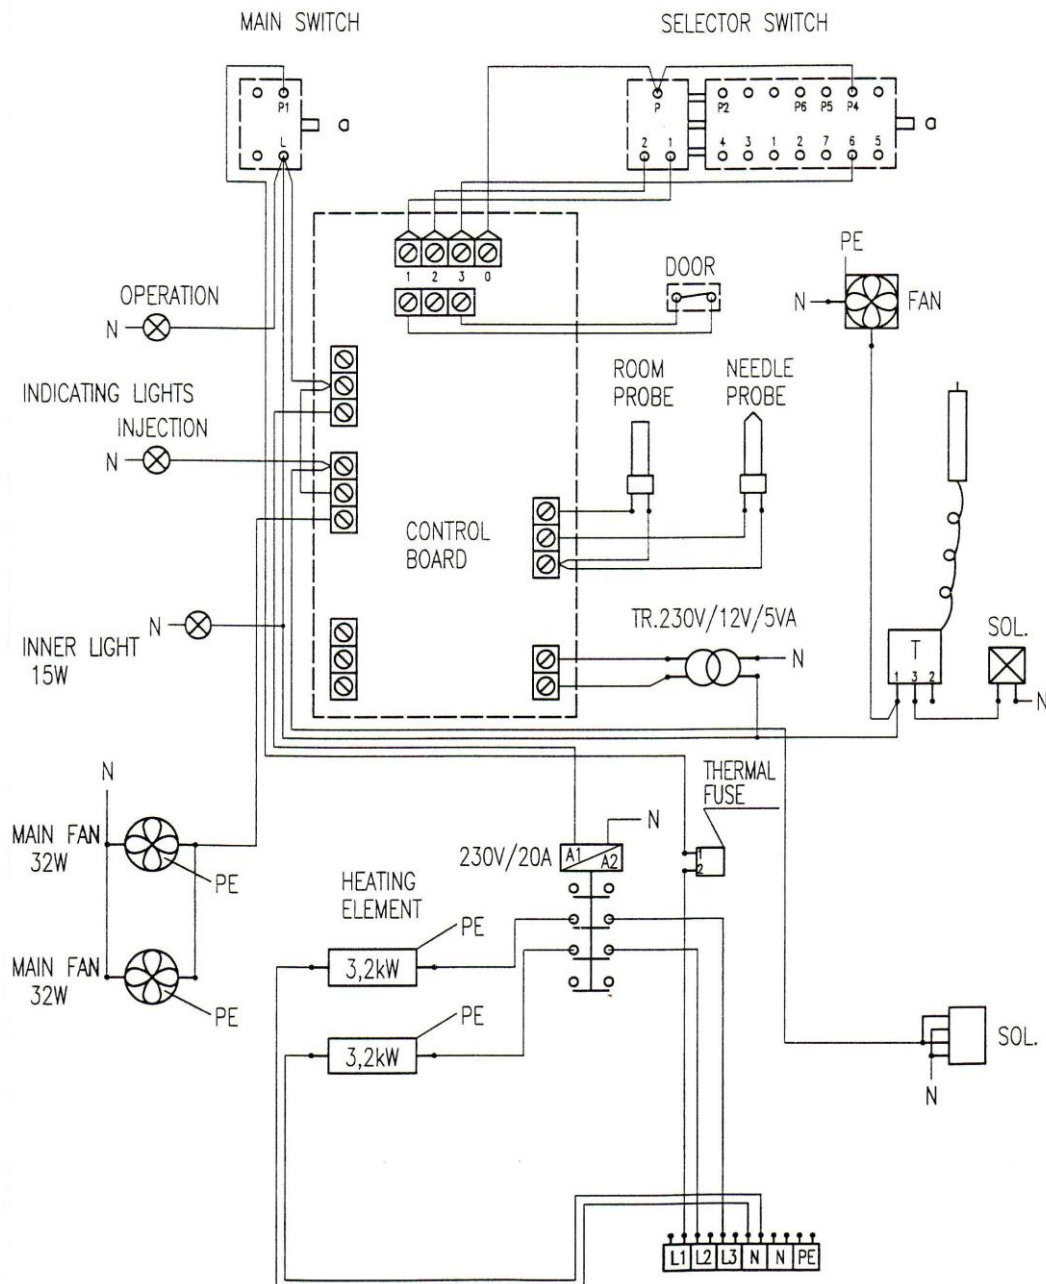 MAIN SWITCH
SELECTOR SWITCH
P1
L
a
P
2 1
P2 P6 P5 P4
4 3 1 2 7 6 5
a
1 2 3 0
DOOR
PE
N
FAN
OPERATION
N
INDICATING LIGHTS
INJECTION
N
ROOM
PROBE
NEEDLE
PROBE
CONTROL
BOARD
N
INNER LIGHT
15W
TR.230V/12V/5VA
N
T
1 3 2
SOL.
N
THERMAL
FUSE
1
2
N
MAIN FAN
32W
PE
MAIN FAN
32W
PE
230V/20A
A1
A2
N
HEATING
ELEMENT
PE
3,2kW
PE
3,2kW
SOL.
N
L1 L2 L3 N N PE